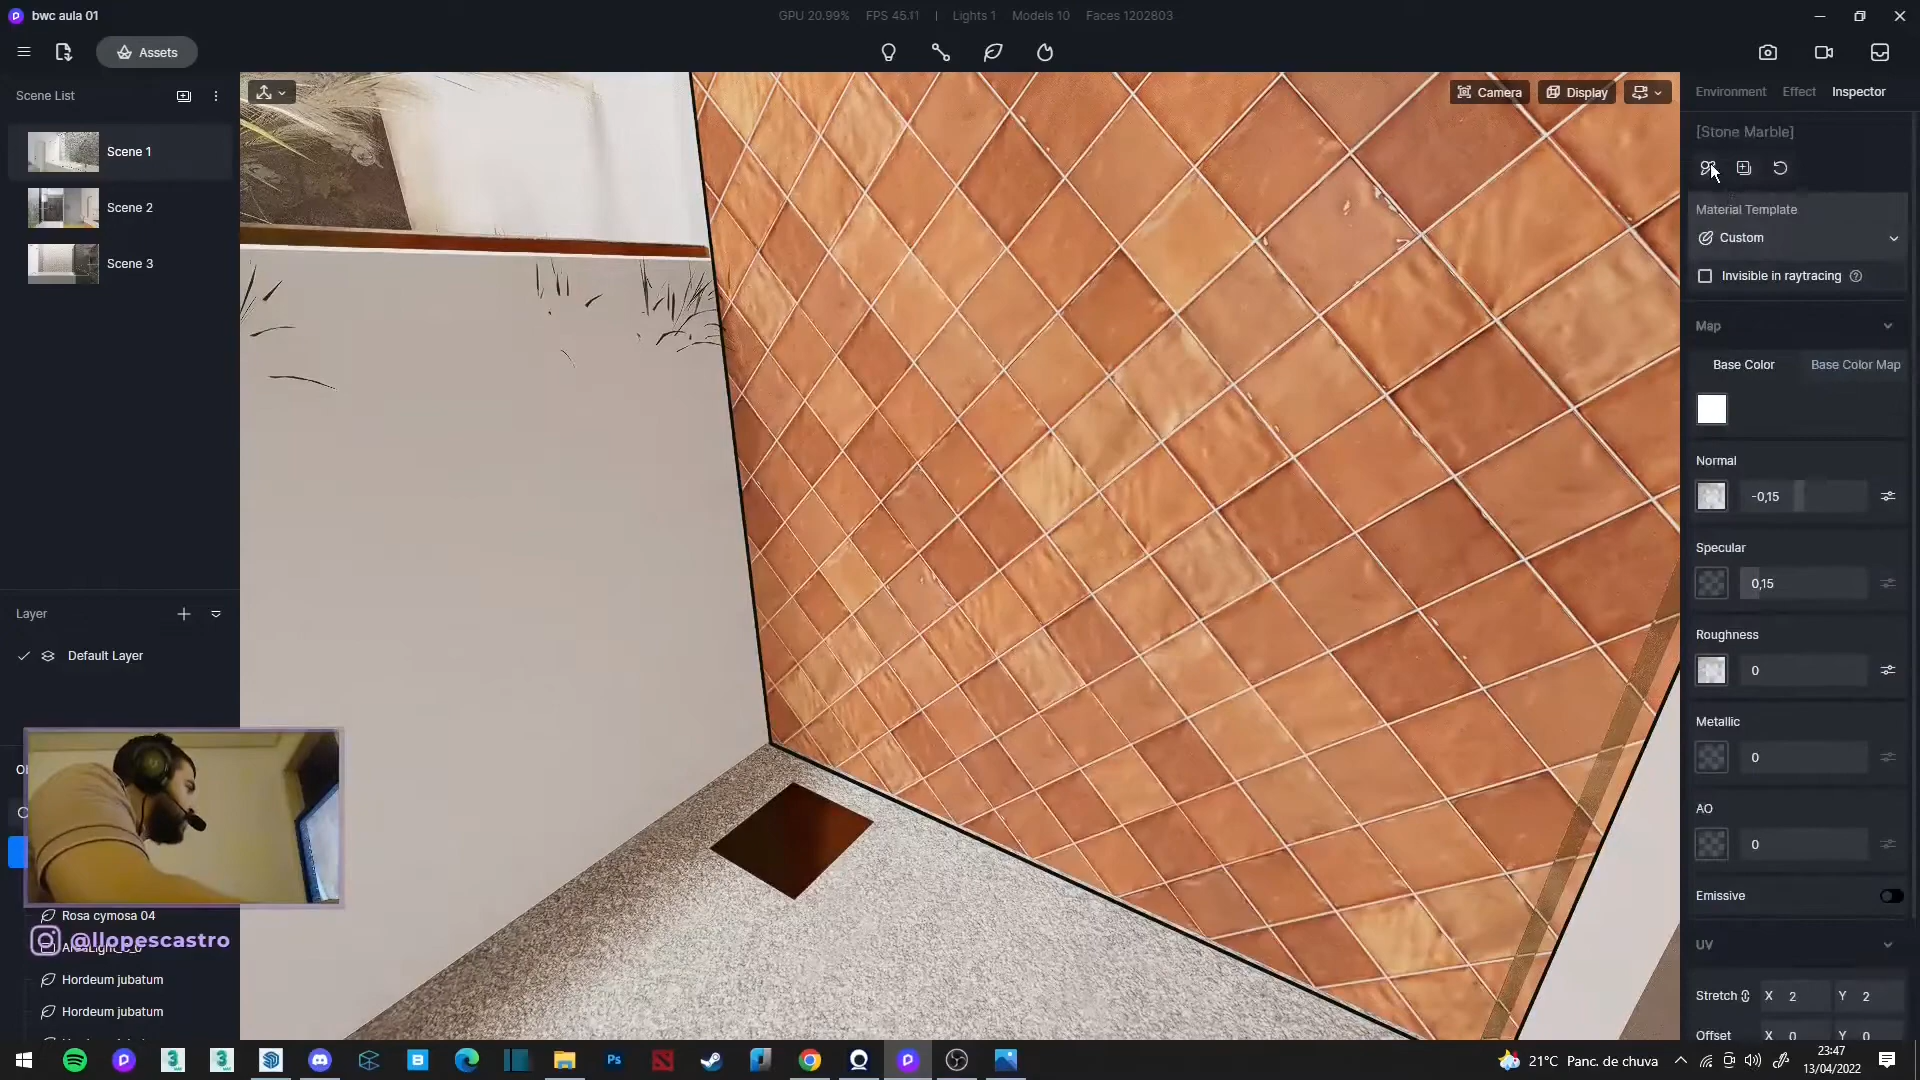 bwc aula 01
GPU 20.99% FPS 45.11 | Lights 1 Models 10 Faces 1202803
Assets
Scene List
Scene 1
Scene 2
Scene 3
Layer
Default Layer
Rosa cymosa 04
@llopescastro
Hordeum jubatum
Hordeum jubatum
Camera
Display
Environment Effect Inspector
[Stone Marble]
Material Template
Custom
Invisible in raytracing
Map
Base Color Base Color Map
Normal
-0,15
Specular
0,15
Roughness
0
Metallic
0
AO
0
Emissive
UV
Stretch X 2 Y 2
Offset X 0 Y 0
21°C Panc. de chuva
23:47
13/04/2022